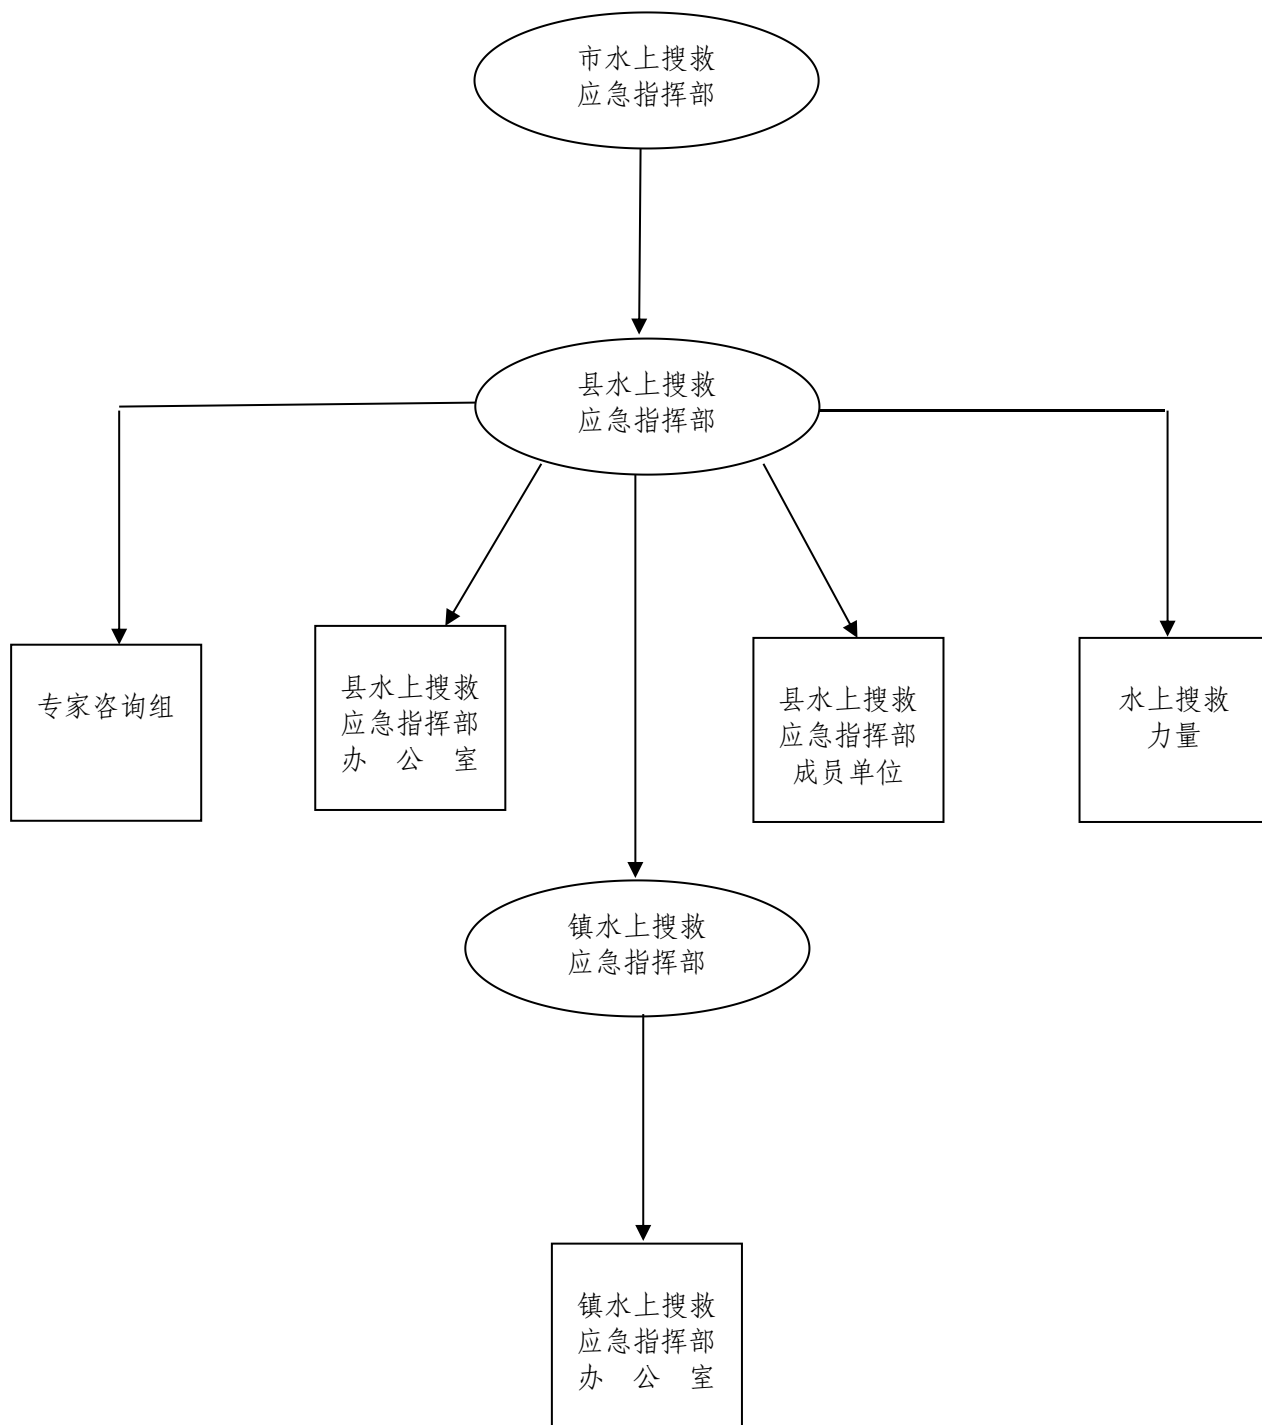 市水上搜救
应急指挥部
县水上搜救
应急指挥部
专家咨询组
县水上搜救
应急指挥部
办 公 室
县水上搜救
应急指挥部
成员单位
水上搜救
力量
镇水上搜救
应急指挥部
镇水上搜救
应急指挥部
办 公 室